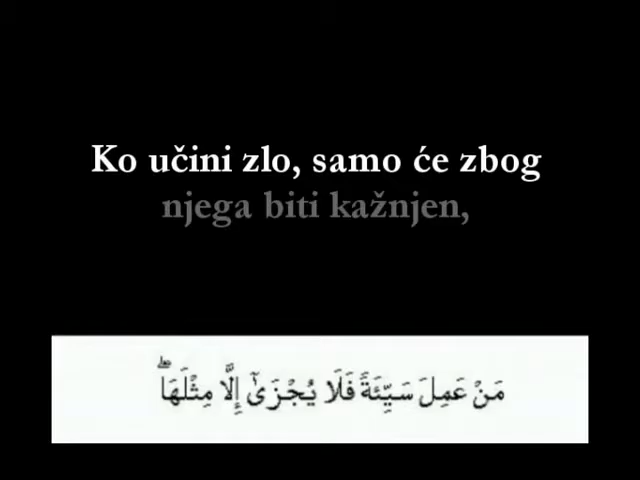 Ko učini zlo, samo će zbog
njega biti kažnjen,
مَنْ عَمِلَ سَيِّئَةً فَلَا يُجْزَىٰٓ إِلَّا مِثْلَهَا ۖ